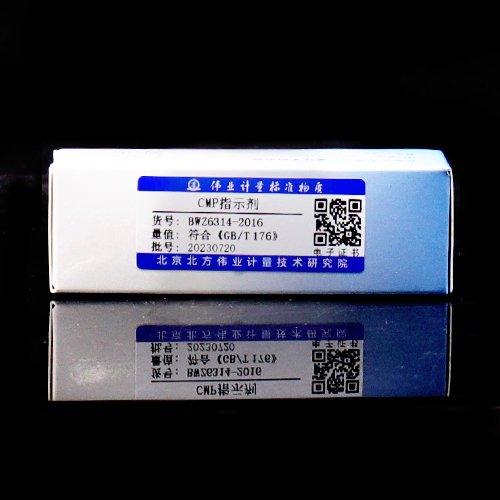 伟业计量标准物质
CMP指示剂
货号: BWZ6314-2016
量值: 符合《GB/T 176》
批号: 20230720
电子证书
北京北方伟业计量技术研究院